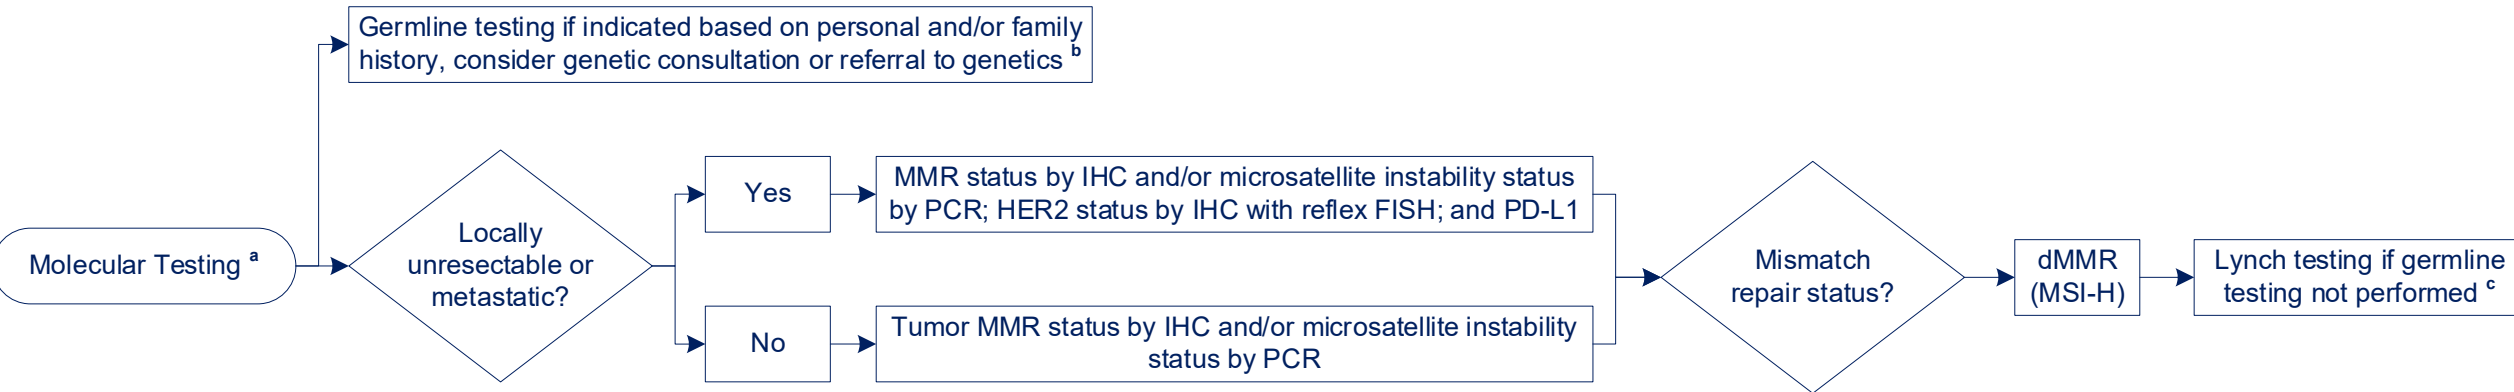 Germline testing if indicated based on personal and/or family
history, consider genetic consultation or referral to genetics b
Molecular Testing a
Locally
unresectable or
metastatic?
Yes
MMR status by IHC and/or microsatellite instability status
by PCR; HER2 status by IHC with reflex FISH; and PD-L1
No
Tumor MMR status by IHC and/or microsatellite instability
status by PCR
Mismatch
repair status?
dMMR
(MSI-H)
Lynch testing if germline
testing not performed c